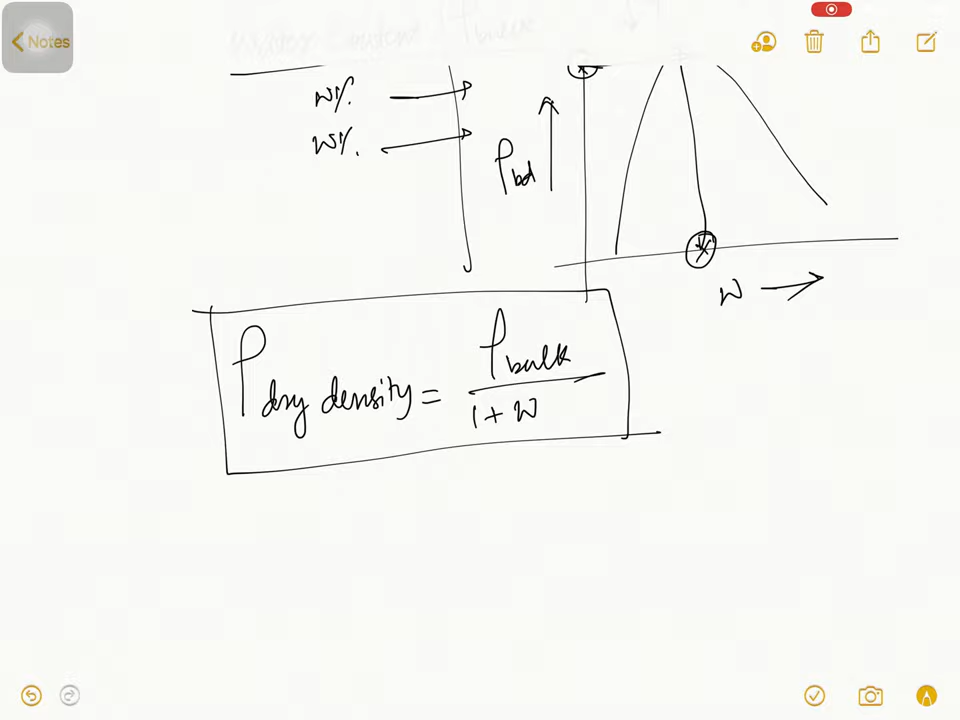 Notes
w%
w%
ρbd
w
ρdry density = ρbulk / 1 + w